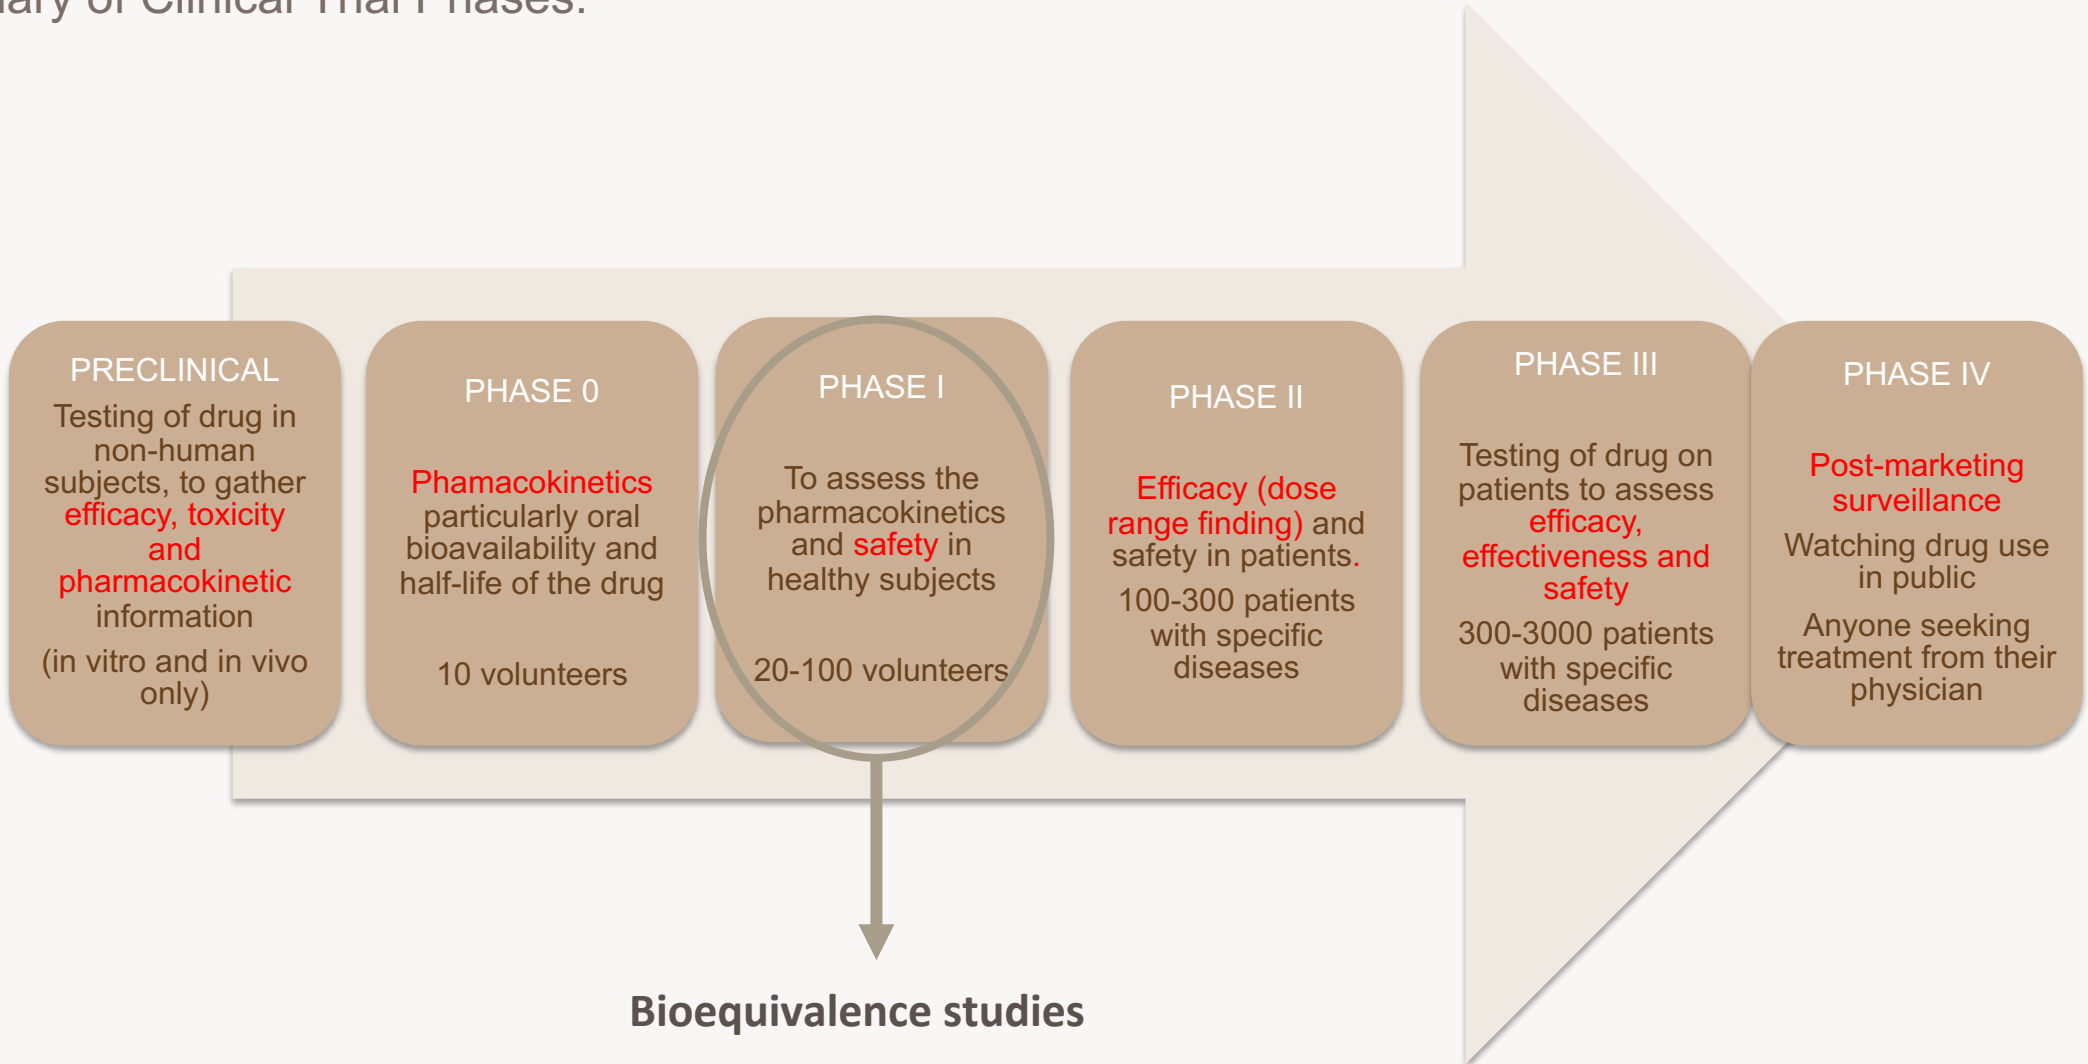 of Clinical Trial Phases:
PRECLINICAL
Testing of drug in
non-human
subjects, to gather
efficacy, toxicity
and
pharmacokinetic
information
(in vitro and in vivo
only)
PHASE 0
Phamacokinetics
particularly oral
bioavailability and
half-life of the drug
10 volunteers
PHASE I
To assess the
pharmacokinetics
and safety in
healthy subjects
20-100 volunteers
PHASE II
Efficacy (dose
range finding) and
safety in patients.
100-300 patients
with specific
diseases
PHASE III
Testing of drug on
patients to assess
efficacy,
effectiveness and
safety
300-3000 patients
with specific
diseases
PHASE IV
Post-marketing
surveillance
Watching drug use
in public
Anyone seeking
treatment from their
physician
Bioequivalence studies